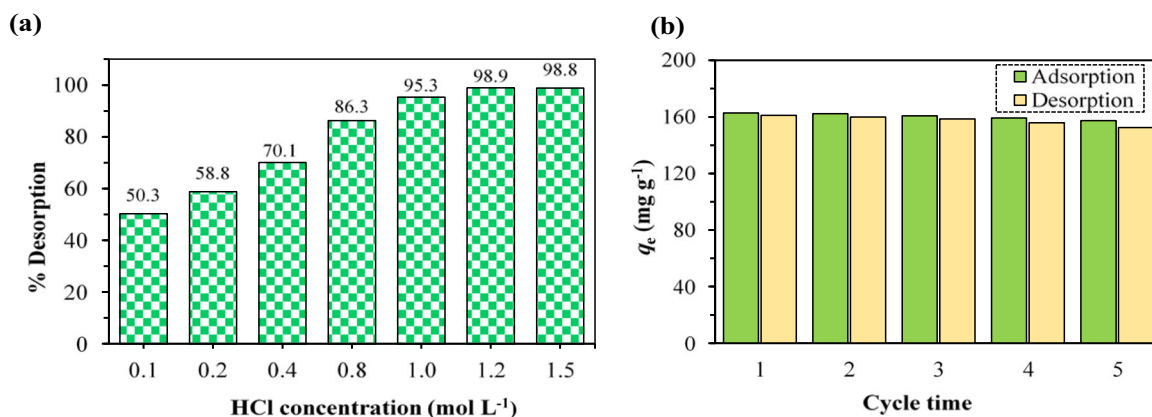 (a)
% Desorption
100
80
60
40
20
0
50.3
58.8
70.1
86.3
95.3
98.9
98.8
0.1 0.2 0.4 0.8 1.0 1.2 1.5
HCl concentration (mol L-1)
(b)
qe (mg g-1)
200
160
120
80
40
0
Adsorption
Desorption
1 2 3 4 5
Cycle time